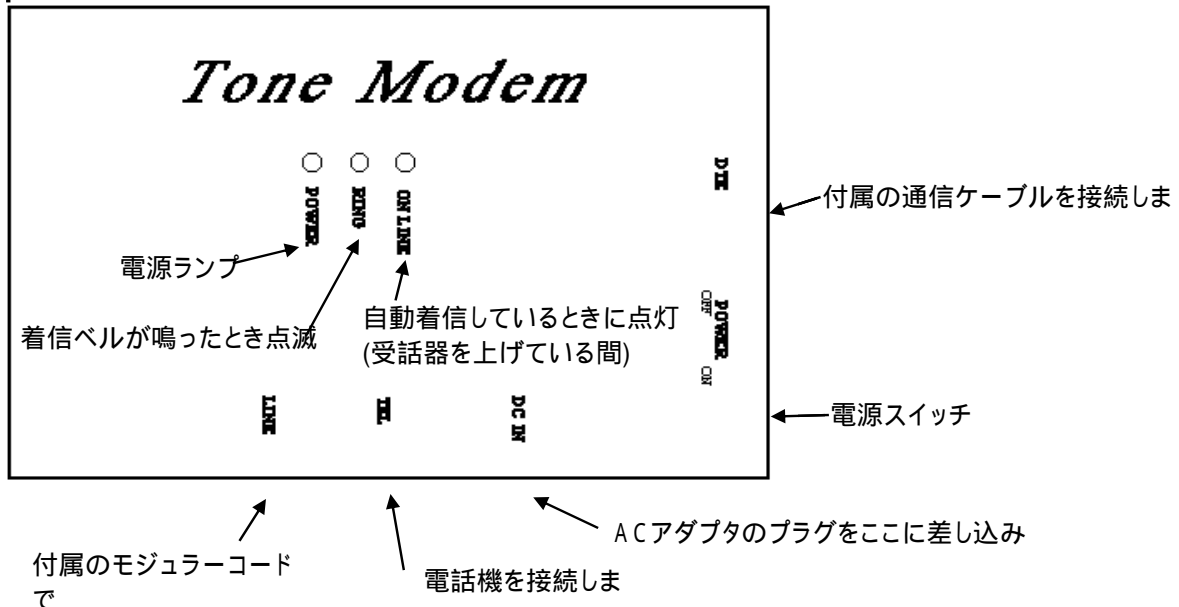 Tone Modem
POWER
RING
ON LINE
DTE
付属の通信ケーブルを接続しま
電源ランプ
着信ベルが鳴ったとき点滅
自動着信しているときに点灯
(受話器を上げている間)
OFF
POWER
ON
LINE
TEL
DC IN
電源スイッチ
ACアダプタのプラグをここに差し込み
付属のモジュラーコード
で
電話機を接続しま